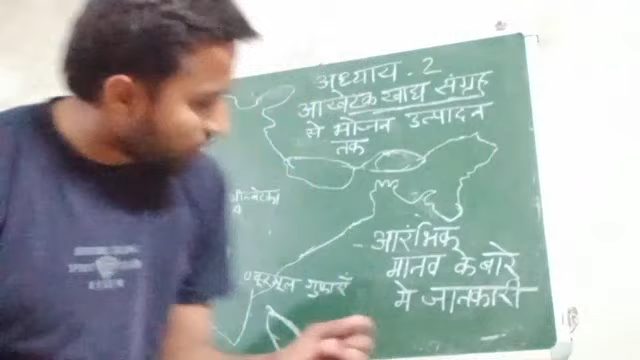 अध्याय . 2
आखेटक खाद्य संग्रह
से भोजन उत्पादन
तक
आरंभिक
मानव के बारे
में जानकारी
गुफाएँ